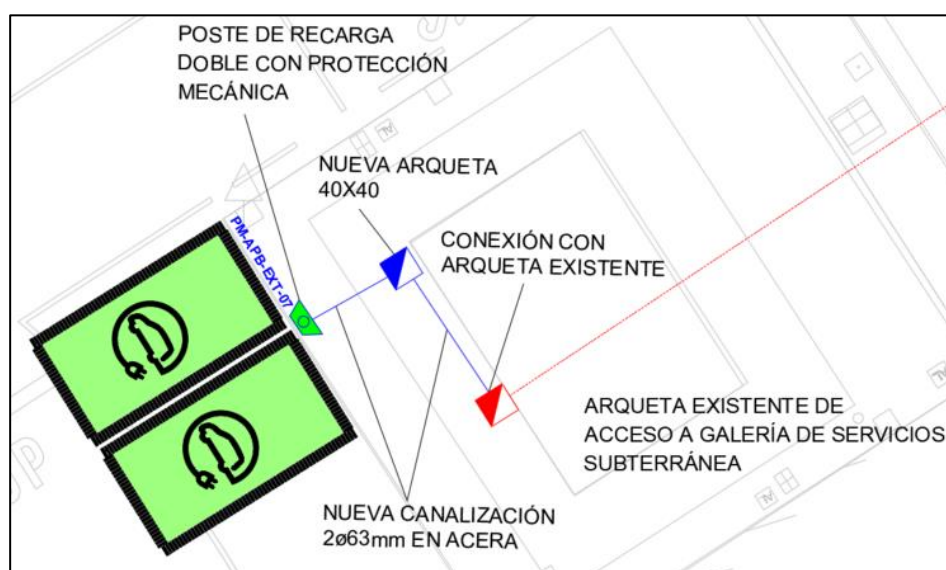 POSTE DE RECARGA
DOBLE CON PROTECCIÓN
MECÁNICA
NUEVA ARQUETA
40X40
CONEXIÓN CON
ARQUETA EXISTENTE
PM-APB-EXT-07
ARQUETA EXISTENTE DE
ACCESO A GALERÍA DE SERVICIOS
SUBTERRÁNEA
NUEVA CANALIZACIÓN
2ø63mm EN ACERA